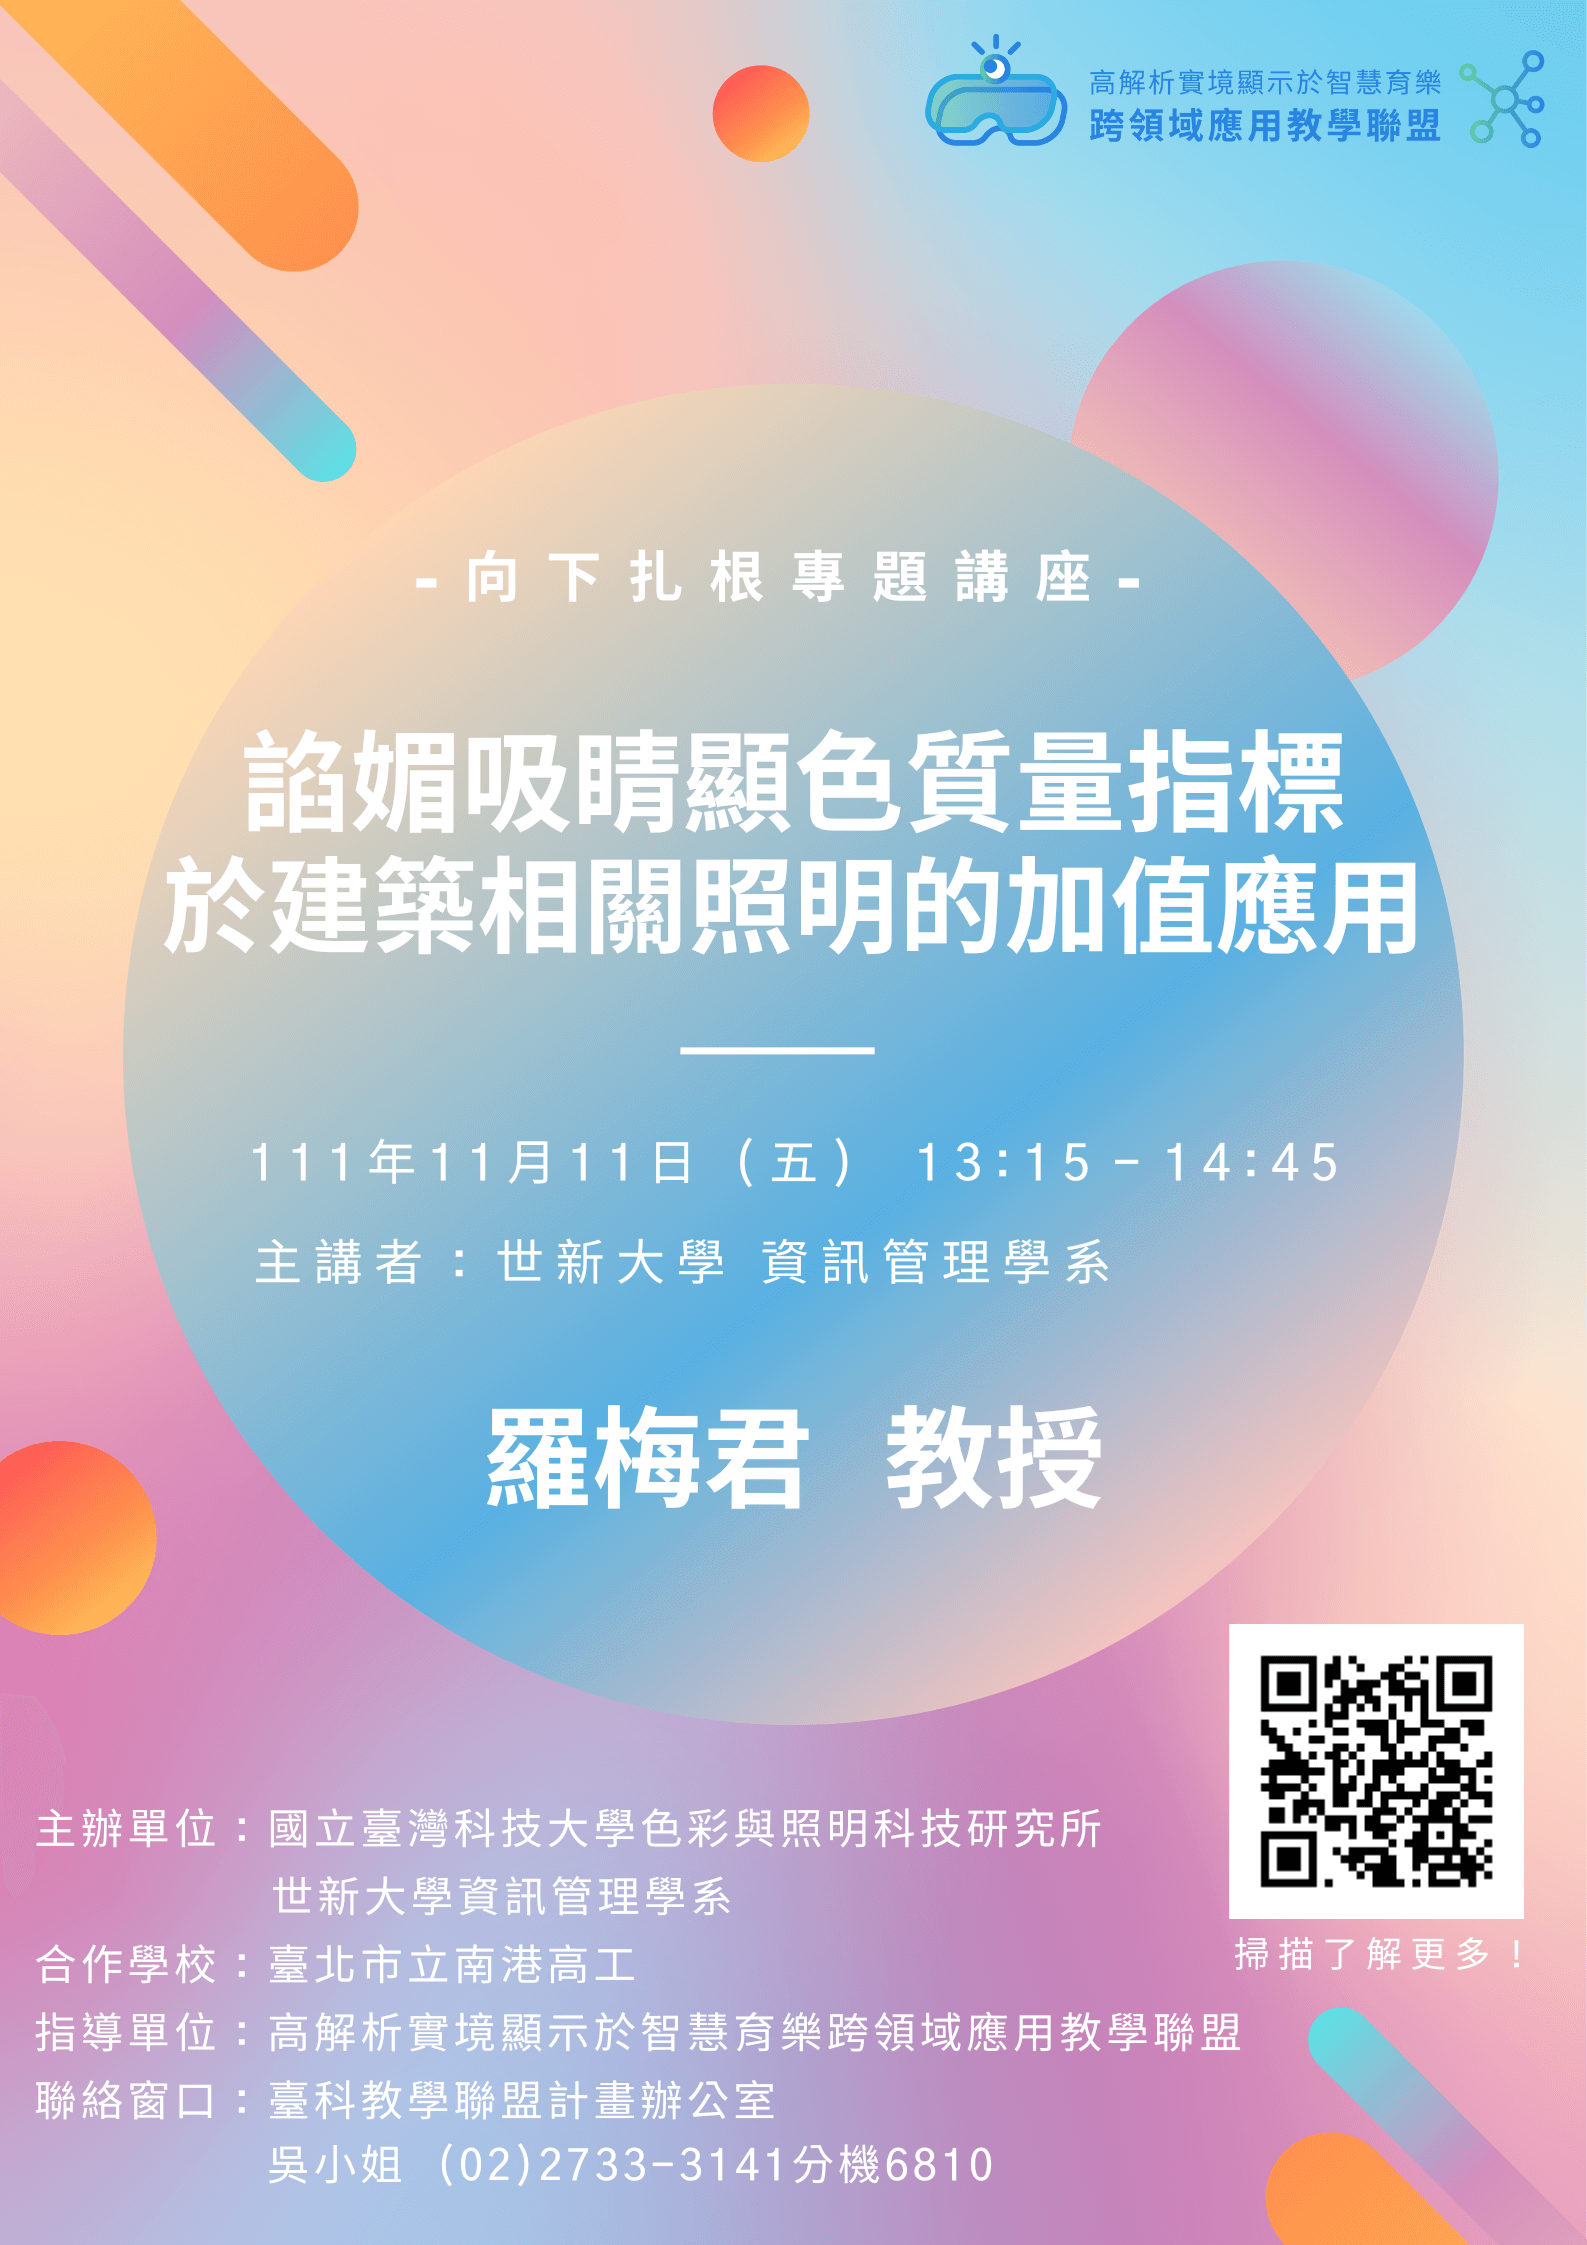 高解析實境顯示於智慧育樂
跨領域應用教學聯盟
-向下扎根專題講座-
諂媚吸睛顯色質量指標
於建築相關照明的加值應用
111年11月11日（五） 13:15 - 14:45
主講者：世新大學 資訊管理學系
羅梅君 教授
主辦單位：國立臺灣科技大學色彩與照明科技研究所
世新大學資訊管理學系
合作學校：臺北市立南港高工
指導單位：高解析實境顯示於智慧育樂跨領域應用教學聯盟
聯絡窗口：臺科教學聯盟計畫辦公室
吳小姐 (02)2733-3141分機6810
掃描了解更多！